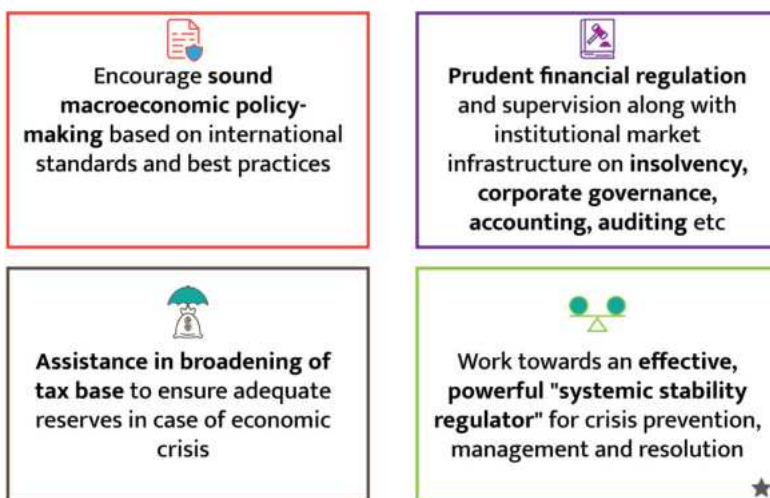 Encourage sound
macroeconomic policy-
making based on international
standards and best practices
Prudent financial regulation
and supervision along with
institutional market
infrastructure on insolvency,
corporate governance,
accounting, auditing etc
Assistance in broadening of
tax base to ensure adequate
reserves in case of economic
crisis
Work towards an effective,
powerful "systemic stability
regulator" for crisis prevention,
management and resolution